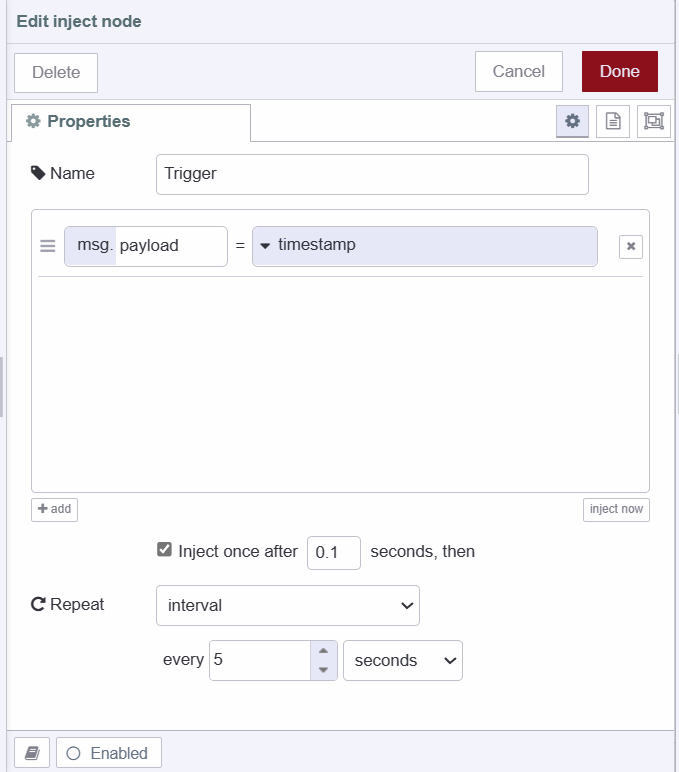 Edit inject node
Delete Cancel Done
Properties
Name Trigger
msg. payload = timestamp
add inject now
Inject once after 0.1 seconds, then
Repeat interval
every 5 seconds
Enabled